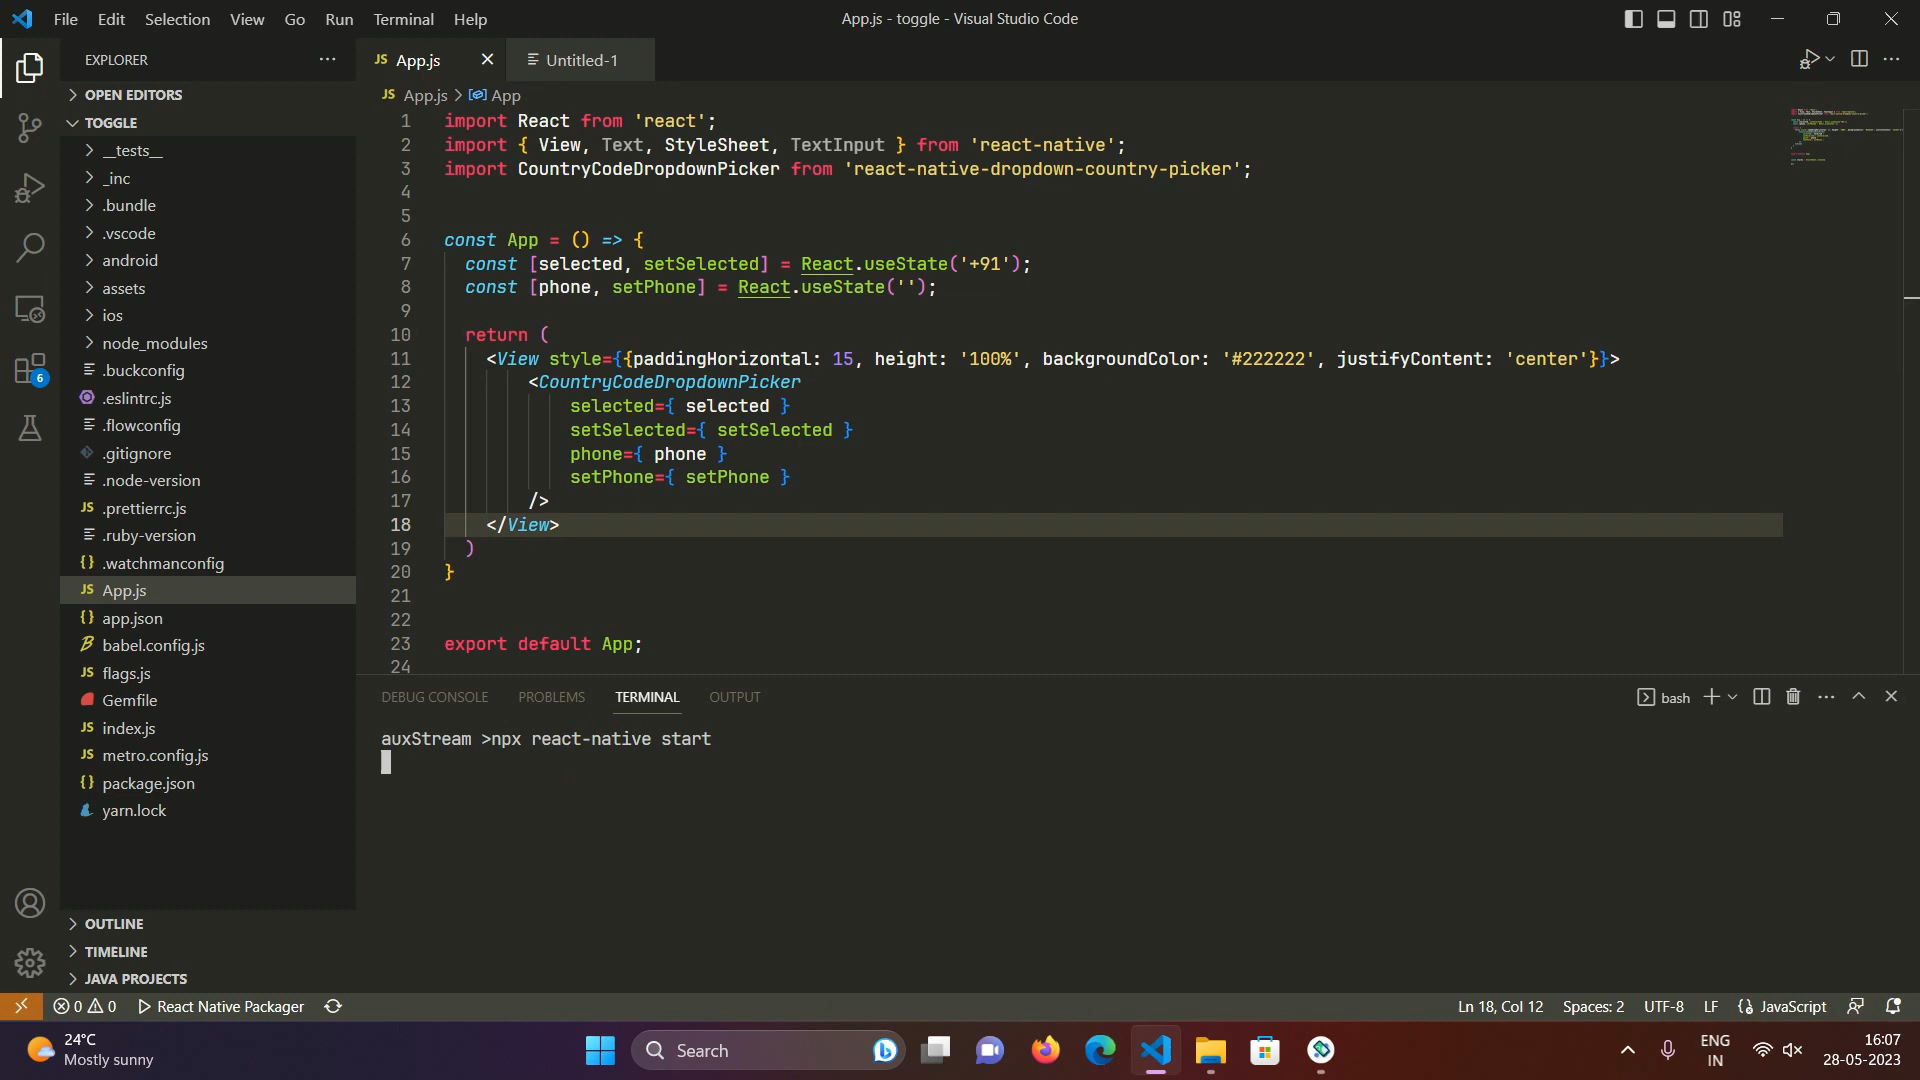 File Edit Selection View Go Run Terminal Help
App.js - toggle - Visual Studio Code
EXPLORER
OPEN EDITORS
TOGGLE
__tests__
_inc
.bundle
.vscode
android
assets
ios
node_modules
.buckconfig
JS .eslintrc.js
.flowconfig
.gitignore
.node-version
JS .prettierrc.js
.ruby-version
{} .watchmanconfig
JS App.js
{} app.json
babel.config.js
JS flags.js
Gemfile
JS index.js
JS metro.config.js
{} package.json
yarn.lock
OUTLINE
TIMELINE
JAVA PROJECTS
6
JS App.js
Untitled-1
JS App.js > App
1 import React from 'react';
2 import { View, Text, StyleSheet, TextInput } from 'react-native';
3 import CountryCodeDropdownPicker from 'react-native-dropdown-country-picker';
4
5
6 const App = () => {
7 const [selected, setSelected] = React.useState('+91');
8 const [phone, setPhone] = React.useState('');
9
10 return (
11 <View style={{paddingHorizontal: 15, height: '100%', backgroundColor: '#222222', justifyContent: 'center'}}>
12 <CountryCodeDropdownPicker
13 selected={ selected }
14 setSelected={ setSelected }
15 phone={ phone }
16 setPhone={ setPhone }
17 />
18 </View>
19 )
20 }
21
22
23 export default App;
24
DEBUG CONSOLE PROBLEMS TERMINAL OUTPUT
bash
auxStream >npx react-native start
0 0 React Native Packager
Ln 18, Col 12 Spaces: 2 UTF-8 LF {} JavaScript
24°C
Mostly sunny
Search
ENG
IN
16:07
28-05-2023